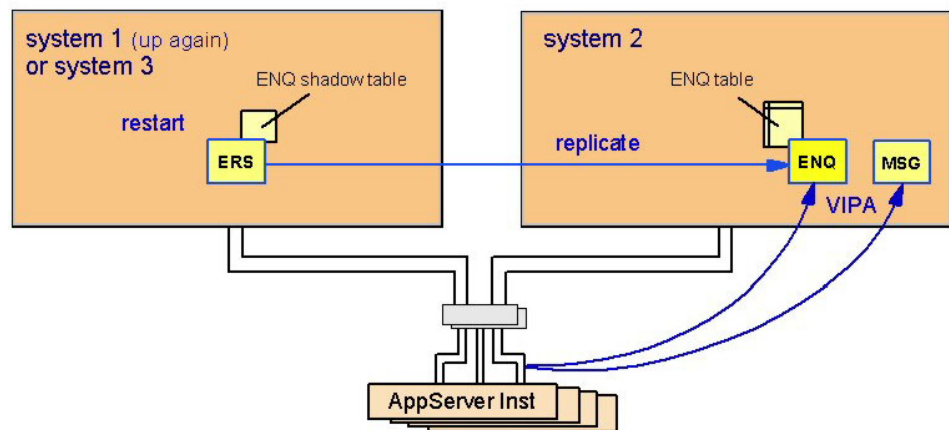 system 1 (up again)
or system 3
ENQ shadow table
restart
ERS
replicate
system 2
ENQ table
ENQ
MSG
VIPA
AppServer Inst